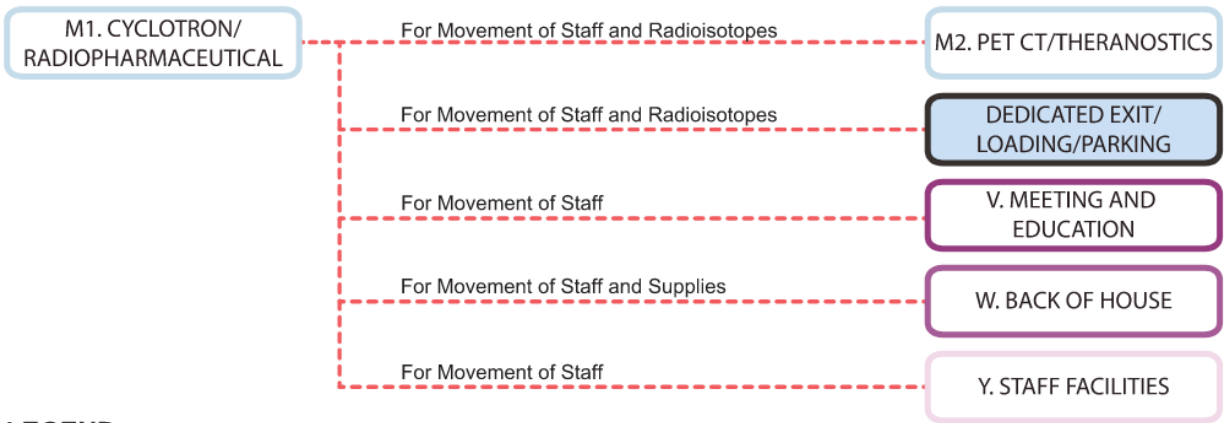 M1. CYCLOTRON/
RADIOPHARMACEUTICAL
For Movement of Staff and Radioisotopes
M2. PET CT/THERANOSTICS
For Movement of Staff and Radioisotopes
DEDICATED EXIT/
LOADING/PARKING
For Movement of Staff
V. MEETING AND
EDUCATION
For Movement of Staff and Supplies
W. BACK OF HOUSE
For Movement of Staff
Y. STAFF FACILITIES